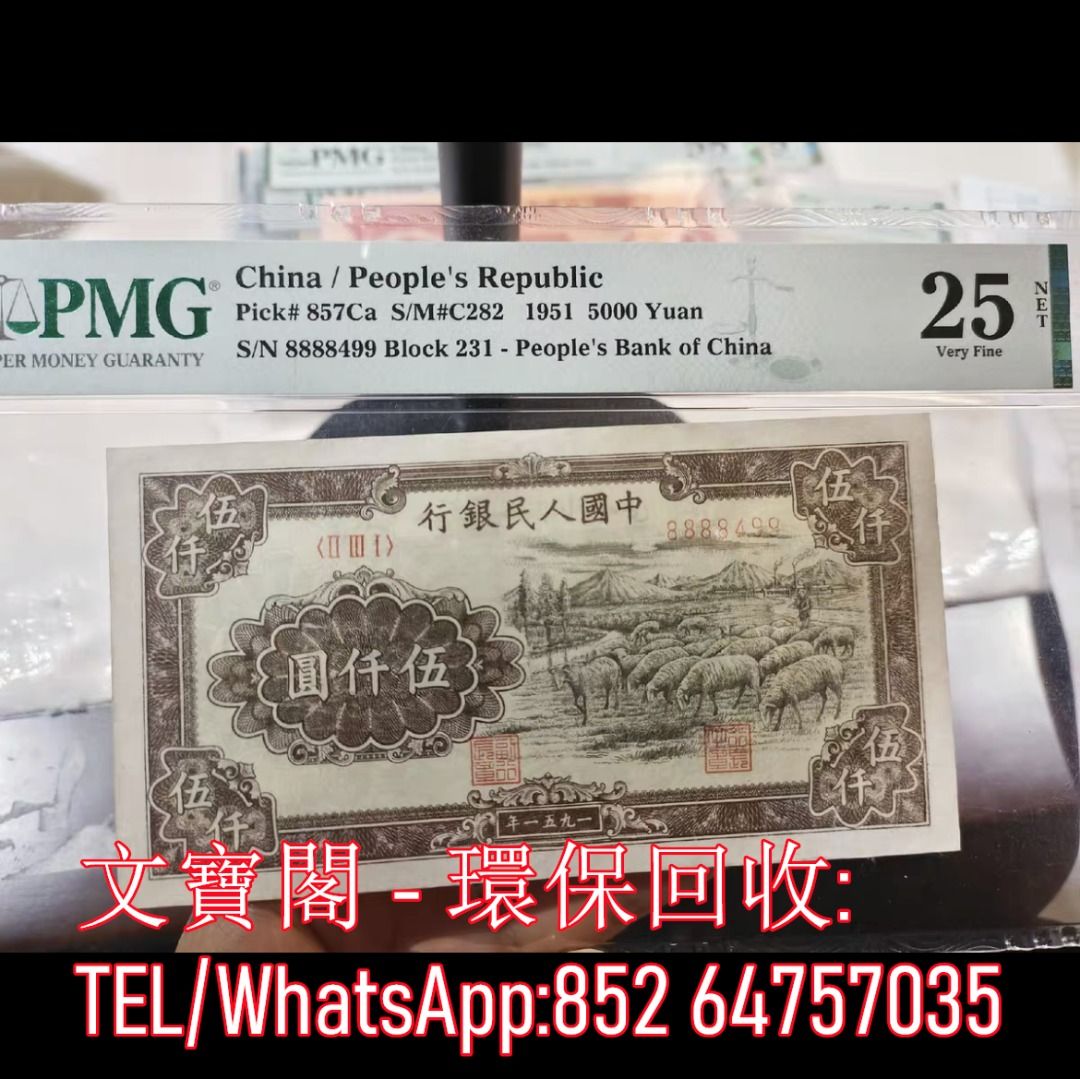 PMG
PMG®
PER MONEY GUARANTY
China / People's Republic
Pick# 857Ca S/M#C282 1951 5000 Yuan
S/N 8888499 Block 231 - People's Bank of China
25
Very Fine
NET
中國人民銀行
〈II III I〉
8888499
伍仟
伍仟
伍仟圓
伍仟
伍仟
一九五一年
文寶閣 - 環保回收:
TEL/WhatsApp:852 64757035